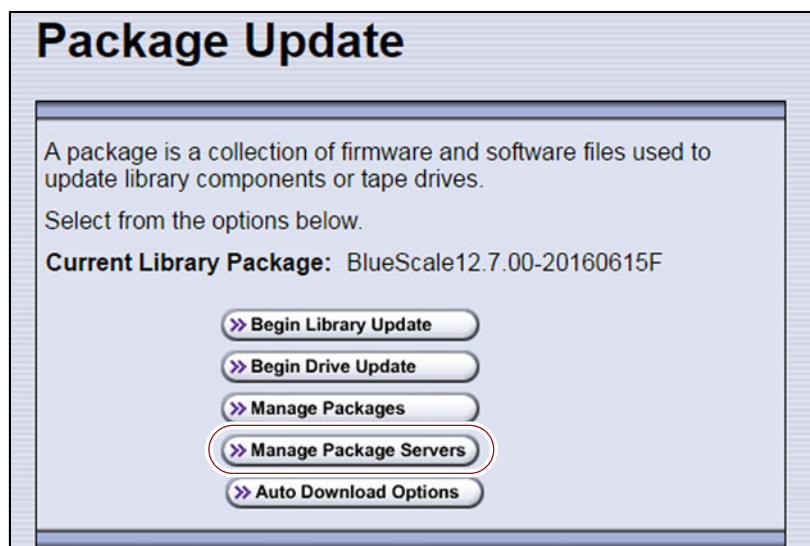 Package Update
A package is a collection of firmware and software files used to
update library components or tape drives.
Select from the options below.
Current Library Package: BlueScale12.7.00-20160615F
Begin Library Update
Begin Drive Update
Manage Packages
Manage Package Servers
Auto Download Options